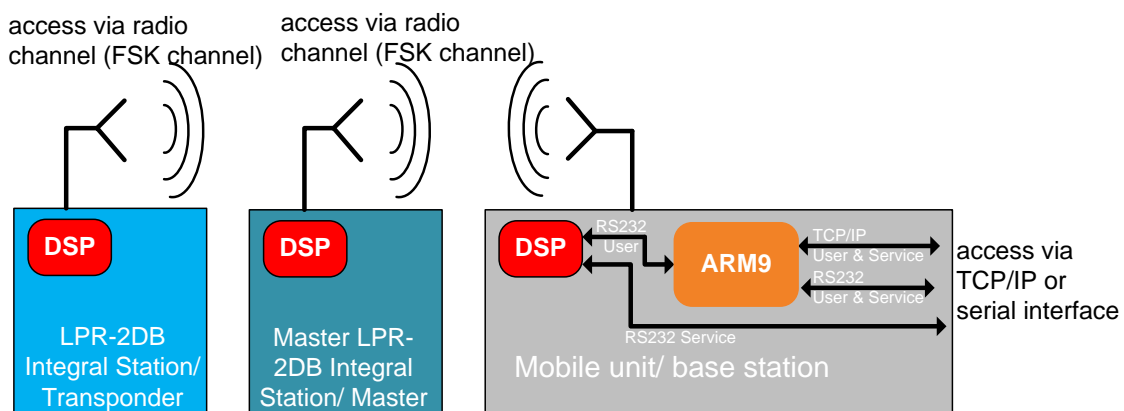 access via radio
channel (FSK channel)
access via radio
channel (FSK channel)
DSP
LPR-2DB
Integral Station/
Transponder
DSP
Master LPR-
2DB Integral
Station/ Master
DSP
RS232
User
ARM9
TCP/IP
User & Service
RS232
User & Service
RS232 Service
Mobile unit/ base station
access via
TCP/IP or
serial interface